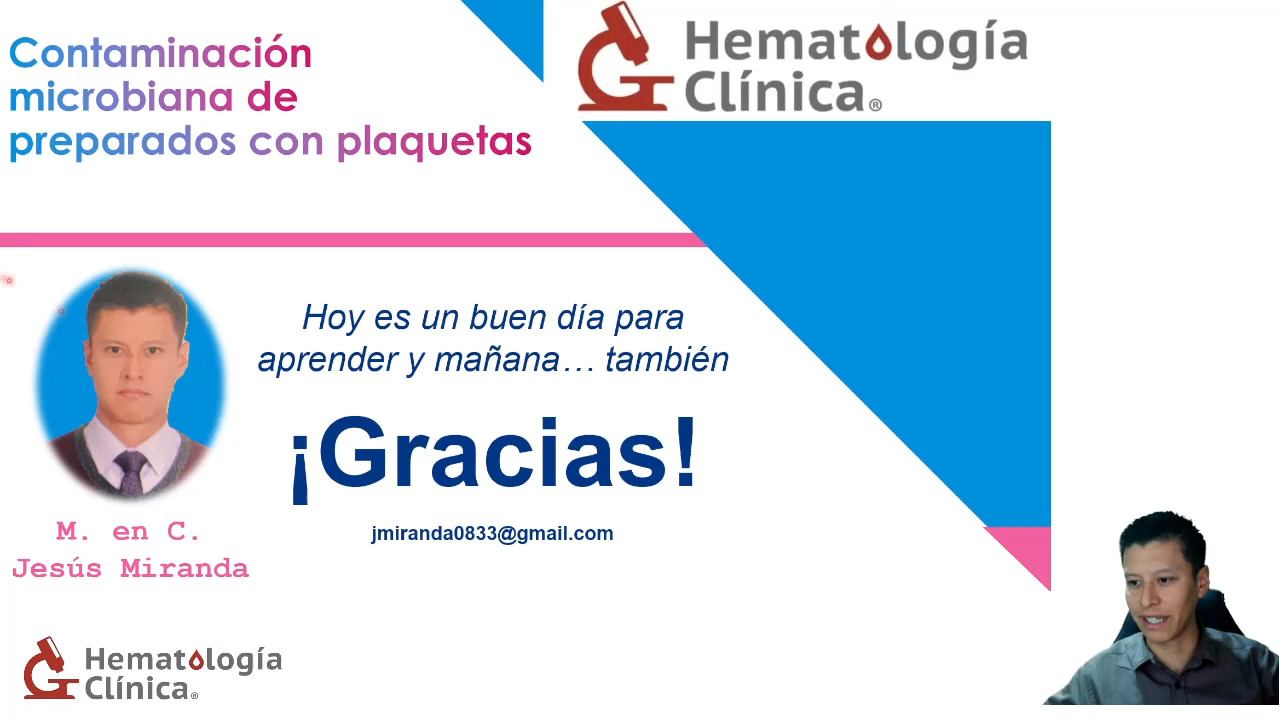 Contaminación
microbiana de
preparados con plaquetas
Hematología
Clínica®
Hoy es un buen día para
aprender y mañana… también
¡Gracias!
jmiranda0833@gmail.com
M. en C.
Jesús Miranda
Hematología
Clínica®